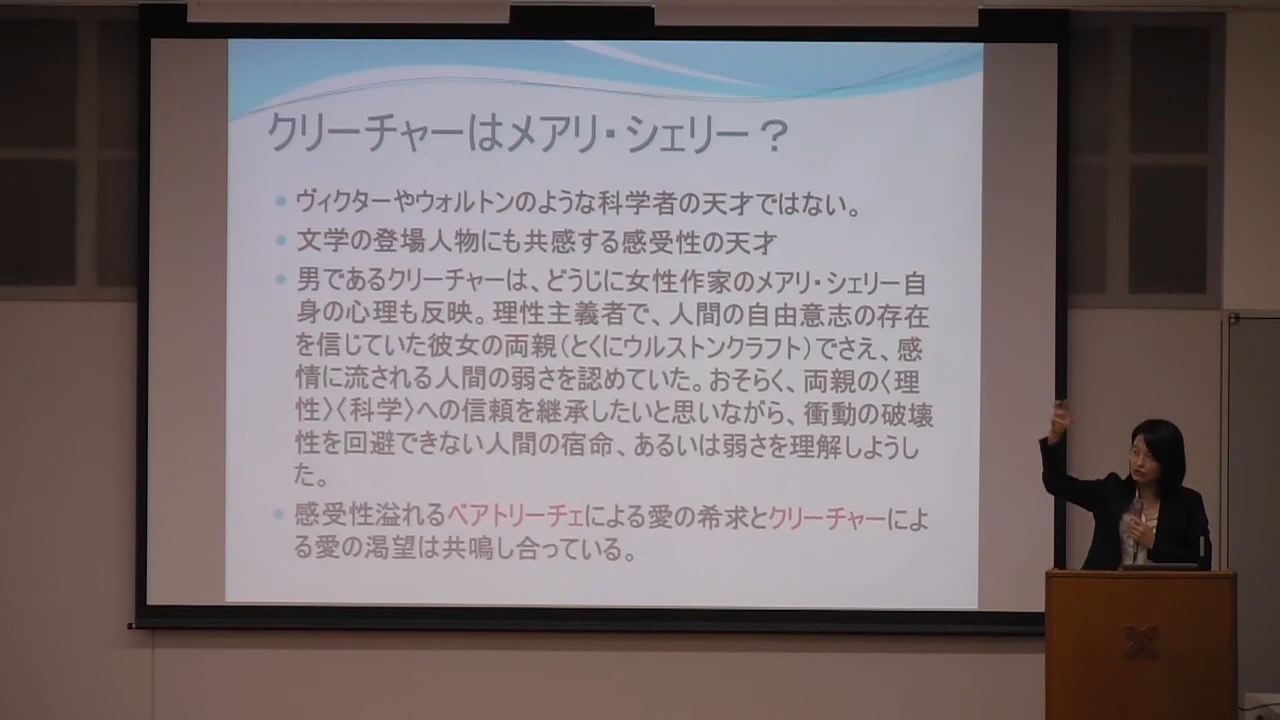 クリーチャーはメアリ・シェリー？
ヴィクターやウォルトンのような科学者の天才ではない。
文学の登場人物にも共感する感受性の天才
男であるクリーチャーは、どうじに女性作家のメアリ・シェリー自
身の心理も反映。理性主義者で、人間の自由意志の存在
を信じていた彼女の両親（とくにウルストンクラフト）でさえ、感
情に流される人間の弱さを認めていた。おそらく、両親の〈理
性〉〈科学〉への信頼を継承したいと思いながら、衝動の破壊
性を回避できない人間の宿命、あるいは弱さを理解しようし
た。
感受性溢れるベアトリーチェによる愛の希求とクリーチャーによ
る愛の渇望は共鳴し合っている。